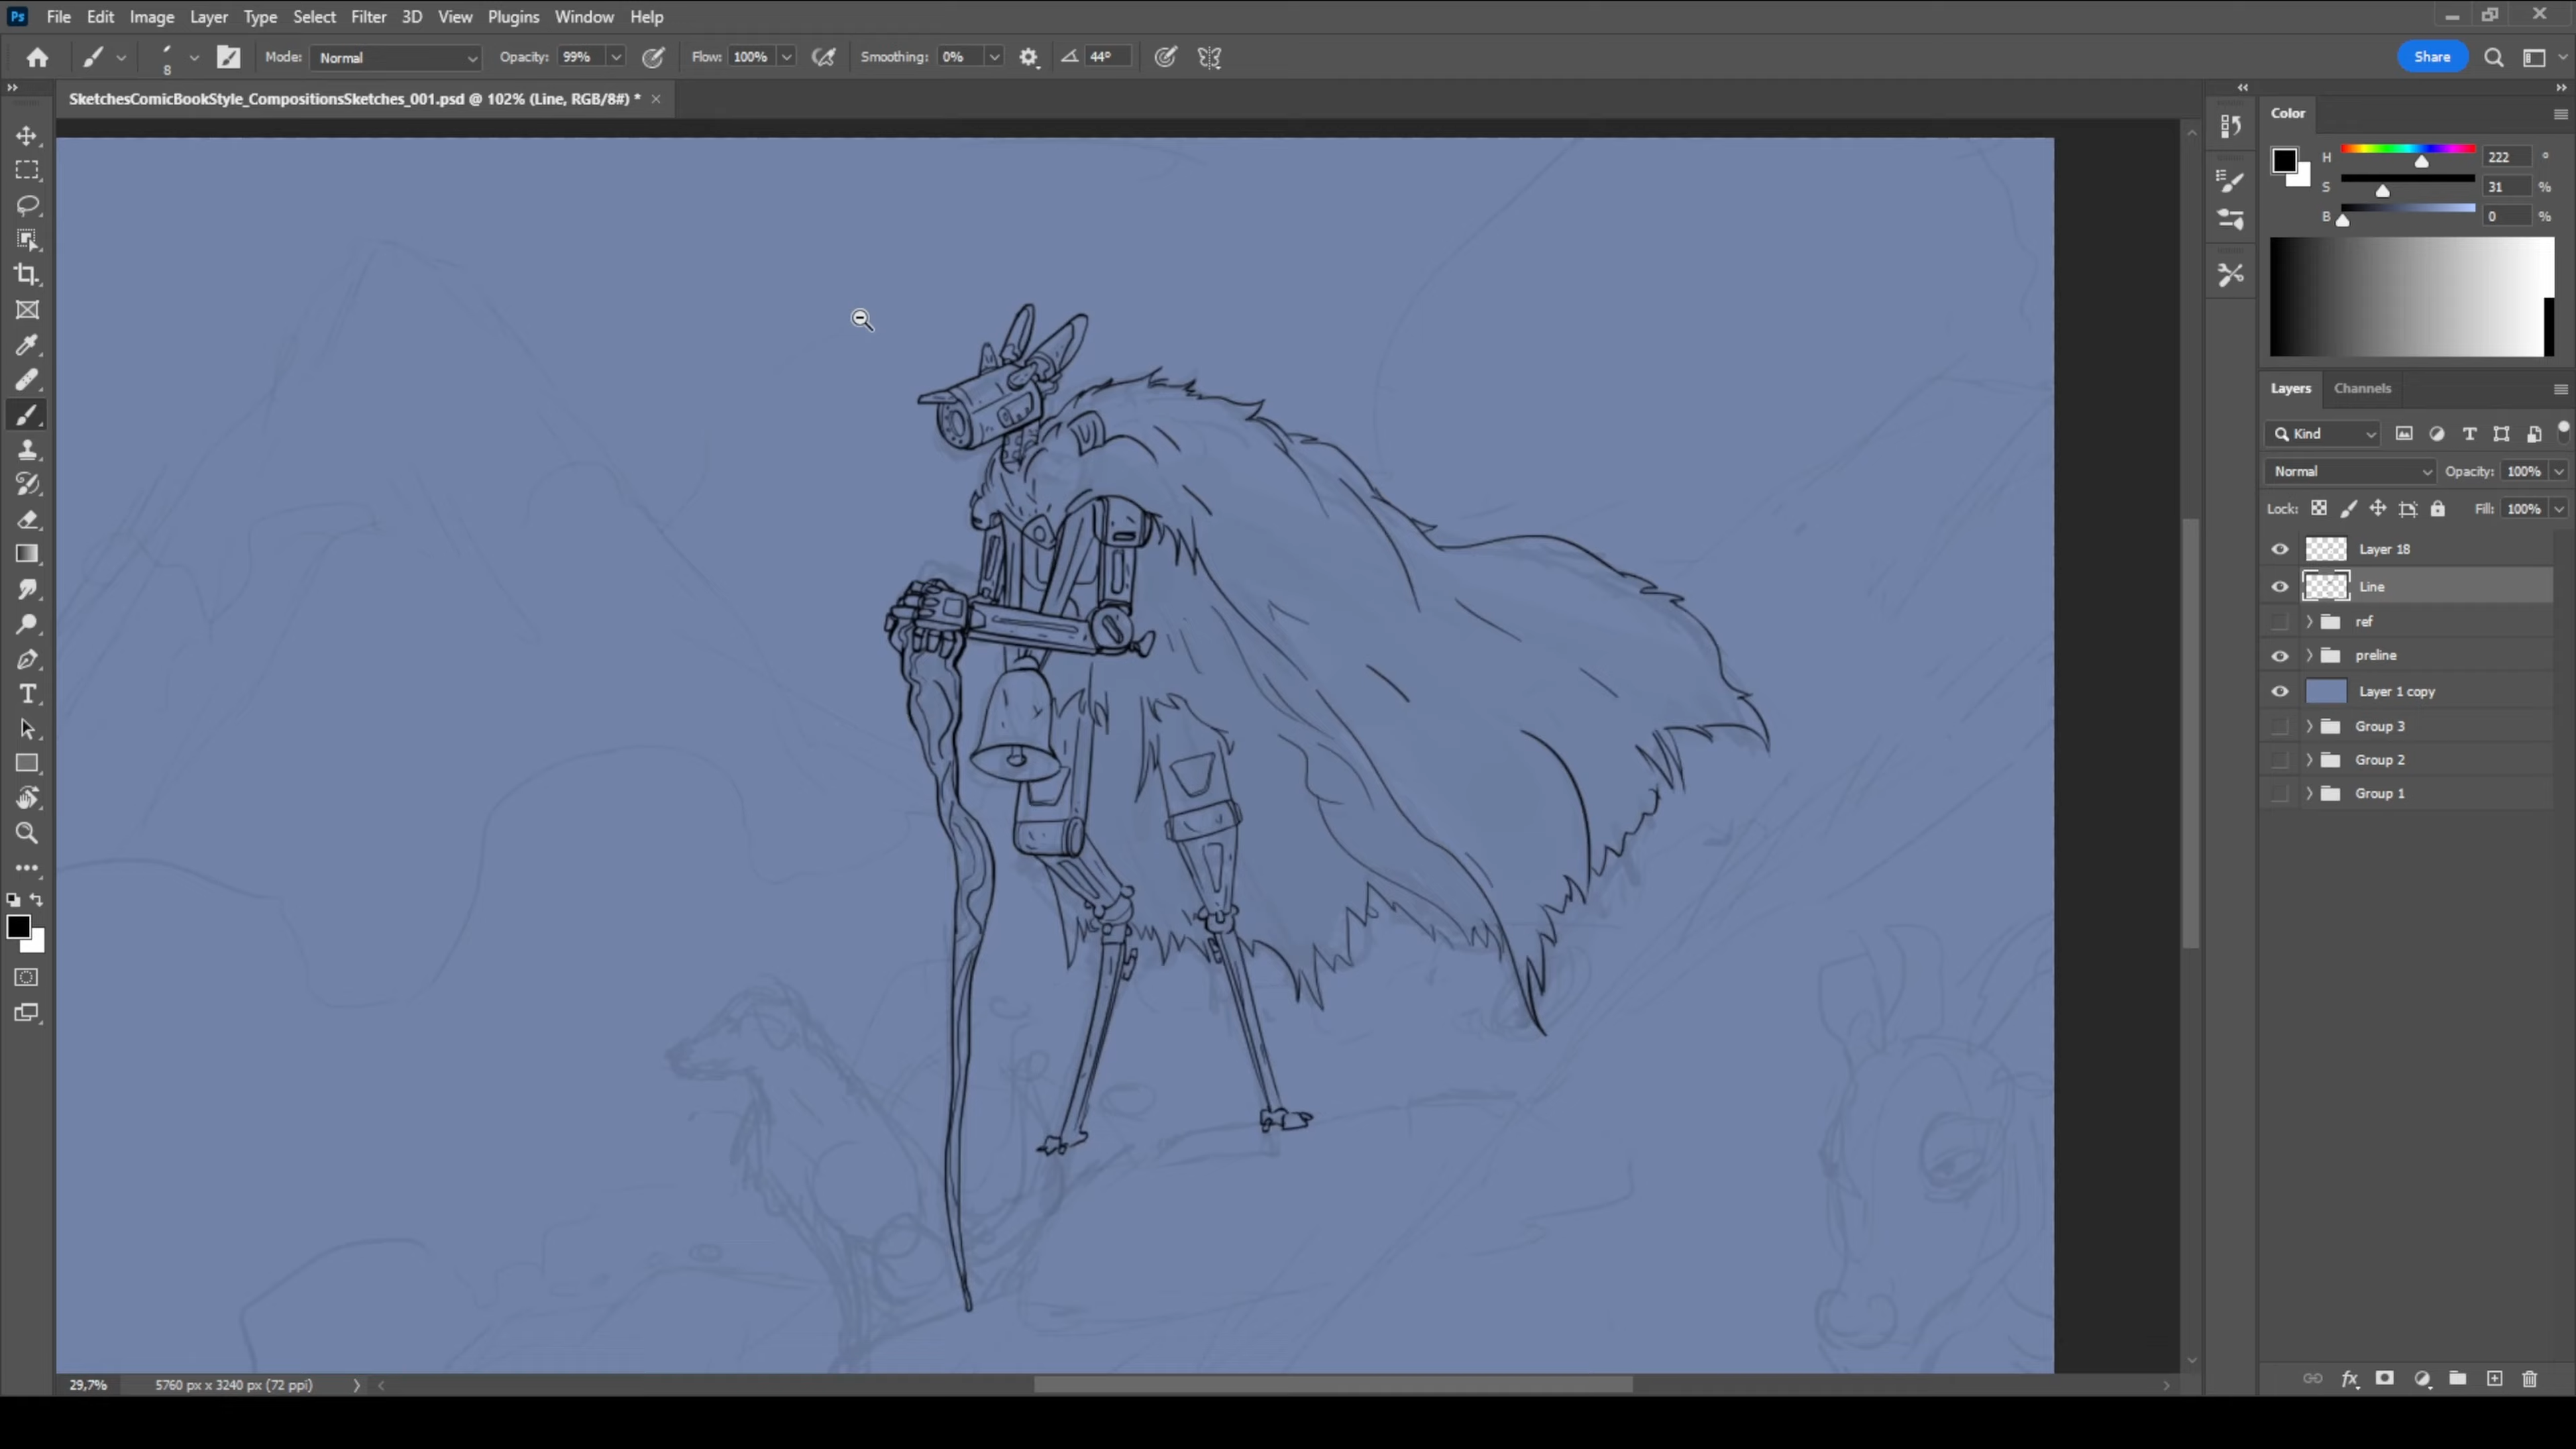 Ps File Edit Image Layer Type Select Filter 3D View Plugins Window Help
8 Mode: Normal Opacity: 99% Flow: 100% Smoothing: 0% 44° Share
SketchesComicBookStyle_CompositionsSketches_001.psd @ 102% (Line, RGB/8#) *
Color
H 222 °
S 31 %
B 0 %
Layers Channels
Kind
Normal Opacity: 100%
Lock: Fill: 100%
Layer 18
Line
ref
preline
Layer 1 copy
Group 3
Group 2
Group 1
29,7% 5760 px x 3240 px (72 ppi)